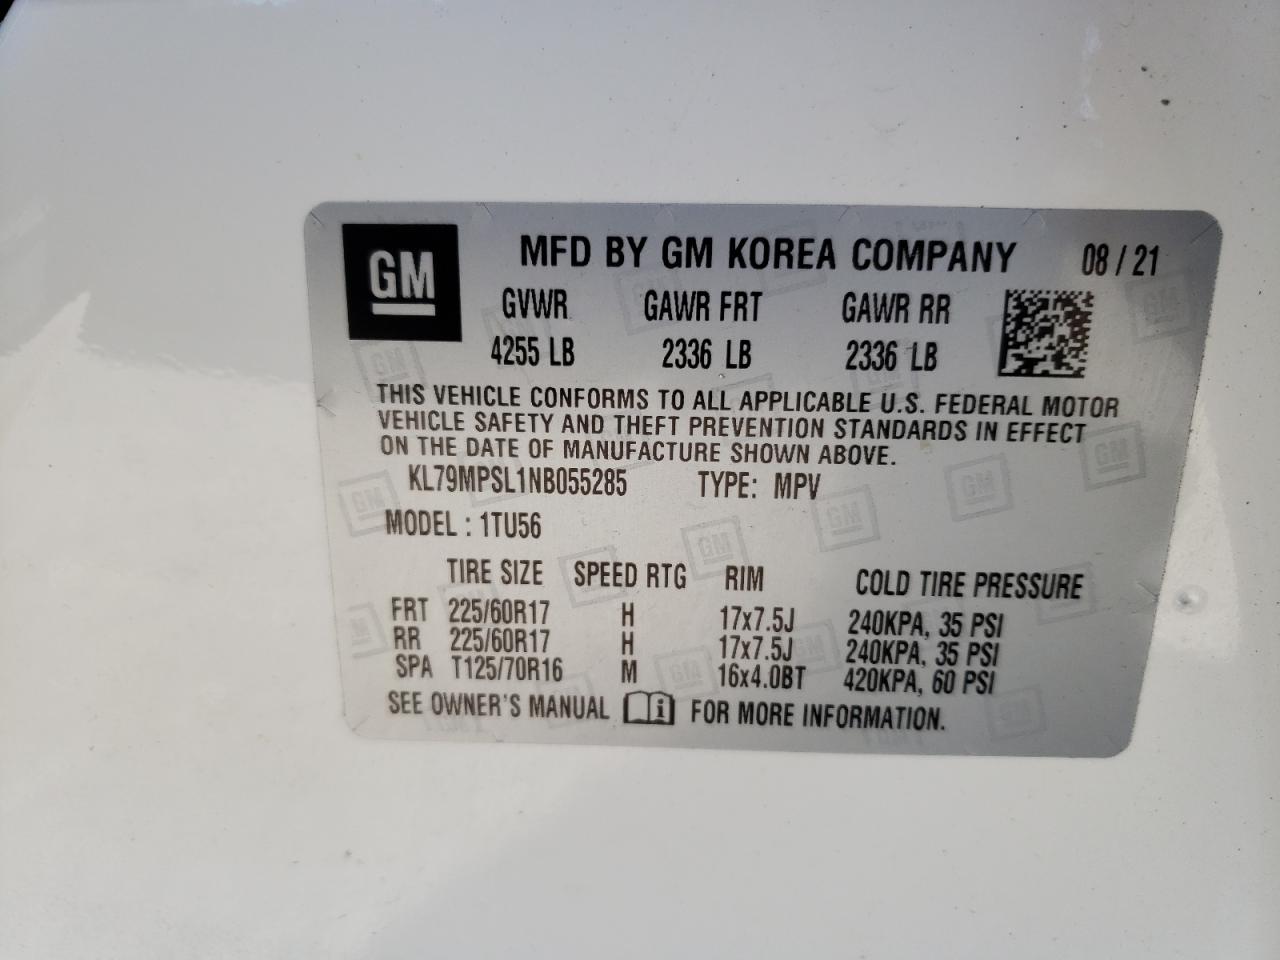 GM
MFD BY GM KOREA COMPANY 08 / 21
GVWR GAWR FRT GAWR RR
4255 LB 2336 LB 2336 LB
THIS VEHICLE CONFORMS TO ALL APPLICABLE U.S. FEDERAL MOTOR
VEHICLE SAFETY AND THEFT PREVENTION STANDARDS IN EFFECT
ON THE DATE OF MANUFACTURE SHOWN ABOVE.
KL79MPSL1NB055285 TYPE: MPV
MODEL : 1TU56
TIRE SIZE SPEED RTG RIM COLD TIRE PRESSURE
FRT 225/60R17 H 17x7.5J 240KPA, 35 PSI
RR 225/60R17 H 17x7.5J 240KPA, 35 PSI
SPA T125/70R16 M 16x4.0BT 420KPA, 60 PSI
SEE OWNER'S MANUAL FOR MORE INFORMATION.